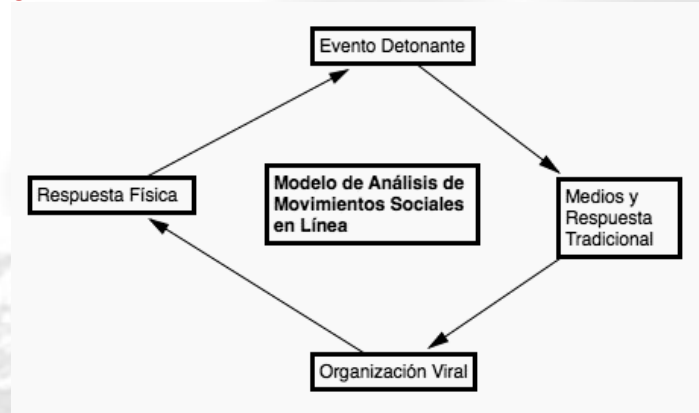 Evento Detonante
Respuesta Física
Modelo de Análisis de
Movimientos Sociales
en Línea
Medios y
Respuesta
Tradicional
Organización Viral